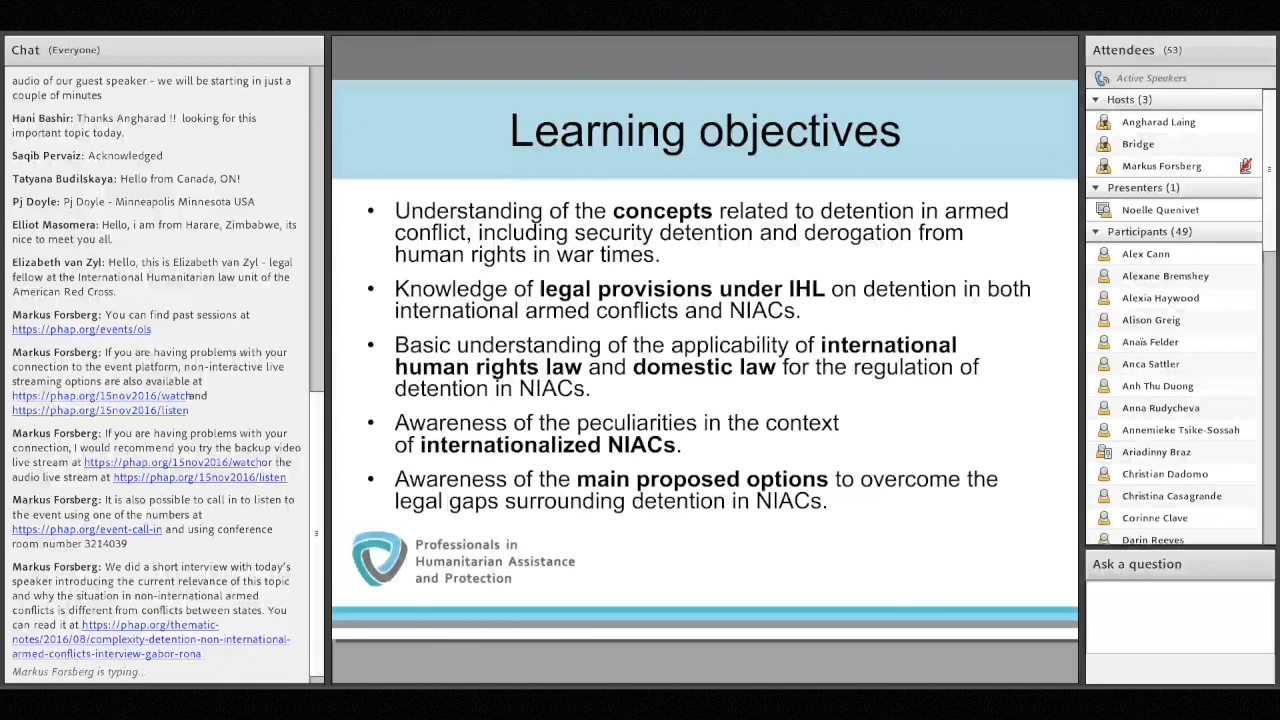 Chat (Everyone)
audio of our guest speaker - we will be starting in just a
couple of minutes
Hani Bashir: Thanks Angharad !! looking for this
important topic today.
Saqib Pervaiz: Acknowledged
Tatyana Budilskaya: Hello from Canada, ON!
Pj Doyle: Pj Doyle - Minneapolis Minnesota USA
Elliot Masomera: Hello, i am from Harare, Zimbabwe, its
nice to meet you all.
Elizabeth van Zyl: Hello, this is Elizabeth van Zyl - legal
fellow at the International Humanitarian law unit of the
American Red Cross.
Markus Forsberg: You can find past sessions at
https://phap.org/events/ols
Markus Forsberg: If you are having problems with your
connection to the event platform, non-interactive live
streaming options are also available at
https://phap.org/15nov2016/watchand
https://phap.org/15nov2016/listen
Markus Forsberg: If you are having problems with your
connection, I would recommend you try the backup video
live stream at https://phap.org/15nov2016/watchor the
audio live stream at https://phap.org/15nov2016/listen
Markus Forsberg: It is also possible to call in to listen to
the event using one of the numbers at
https://phap.org/event-call-in and using conference
room number 3214039
Markus Forsberg: We did a short interview with today's
speaker introducing the current relevance of this topic
and why the situation in non-international armed
conflicts is different from conflicts between states. You
can read it at https://phap.org/thematic-
notes/2016/08/complexity-detention-non-international-
armed-conflicts-interview-gabor-rona
Markus Forsberg is typing...
Learning objectives
• Understanding of the concepts related to detention in armed
conflict, including security detention and derogation from
human rights in war times.
• Knowledge of legal provisions under IHL on detention in both
international armed conflicts and NIACs.
• Basic understanding of the applicability of international
human rights law and domestic law for the regulation of
detention in NIACs.
• Awareness of the peculiarities in the context
of internationalized NIACs.
• Awareness of the main proposed options to overcome the
legal gaps surrounding detention in NIACs.
Professionals in
Humanitarian Assistance
and Protection
Attendees (53)
Active Speakers
Hosts (3)
Angharad Laing
Bridge
Markus Forsberg
Presenters (1)
Noelle Quenivet
Participants (49)
Alex Cann
Alexane Bremshey
Alexia Haywood
Alison Greig
Anaïs Felder
Anca Sattler
Anh Thu Duong
Anna Rudycheva
Annemieke Tsike-Sossah
Ariadinny Braz
Christian Dadomo
Christina Casagrande
Corinne Clave
Darin Reeves
Ask a question